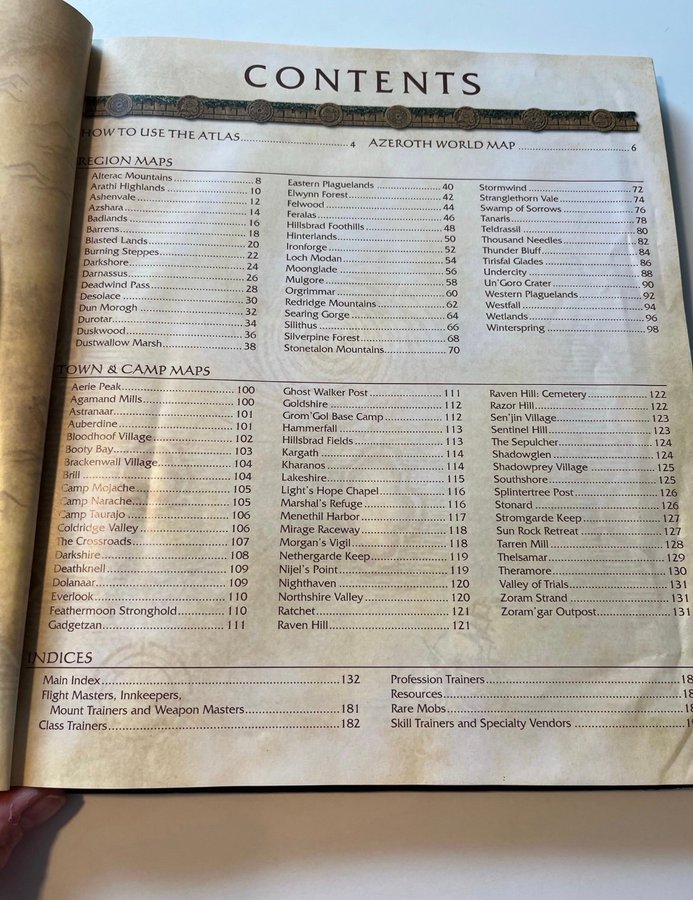 CONTENTS
HOW TO USE THE ATLAS 4
AZEROTH WORLD MAP 6
REGION MAPS
Alterac Mountains 8
Arathi Highlands 10
Ashenvale 12
Azshara 14
Badlands 16
Barrens 18
Blasted Lands 20
Burning Steppes 22
Darkshore 24
Darnassus 26
Deadwind Pass 28
Desolace 30
Dun Morogh 32
Durotar 34
Duskwood 36
Dustwallow Marsh 38
Eastern Plaguelands 40
Elwynn Forest 42
Felwood 44
Feralas 46
Hillsbrad Foothills 48
Hinterlands 50
Ironforge 52
Loch Modan 54
Moonglade 56
Mulgore 58
Orgrimmar 60
Redridge Mountains 62
Searing Gorge 64
Silithus 66
Silverpine Forest 68
Stonetalon Mountains 70
Stormwind 72
Stranglethorn Vale 74
Swamp of Sorrows 76
Tanaris 78
Teldrassil 80
Thousand Needles 82
Thunder Bluff 84
Tirisfal Glades 86
Undercity 88
Un'Goro Crater 90
Western Plaguelands 92
Westfall 94
Wetlands 96
Winterspring 98
TOWN & CAMP MAPS
Aerie Peak 100
Agamand Mills 100
Astranaar 101
Auberdine 101
Bloodhoof Village 102
Booty Bay 103
Brackenwall Village 104
Brill 104
Camp Mojache 105
Camp Narache 105
Camp Taurajo 106
Coldridge Valley 106
The Crossroads 107
Darkshire 108
Deathknell 109
Dolanaar 109
Everlook 110
Feathermoon Stronghold 110
Gadgetzan 111
Ghost Walker Post 111
Goldshire 112
Grom'Gol Base Camp 112
Hammerfall 113
Hillsbrad Fields 113
Kargath 114
Kharanos 114
Lakeshire 115
Light's Hope Chapel 116
Marshal's Refuge 116
Menethil Harbor 117
Mirage Raceway 118
Morgan's Vigil 118
Nethergarde Keep 119
Nijel's Point 119
Nighthaven 120
Northshire Valley 120
Ratchet 121
Raven Hill 121
Raven Hill: Cemetery 122
Razor Hill 122
Sen'jin Village 123
Sentinel Hill 123
The Sepulcher 124
Shadowglen 124
Shadowprey Village 125
Southshore 125
Splintertree Post 126
Stonard 126
Stromgarde Keep 127
Sun Rock Retreat 127
Tarren Mill 128
Thelsamar 129
Theramore 130
Valley of Trials 131
Zoram Strand 131
Zoram'gar Outpost 131
INDICES
Main Index 132
Flight Masters, Innkeepers,
Mount Trainers and Weapon Masters 181
Class Trainers 182
Profession Trainers
Resources
Rare Mobs
Skill Trainers and Specialty Vendors